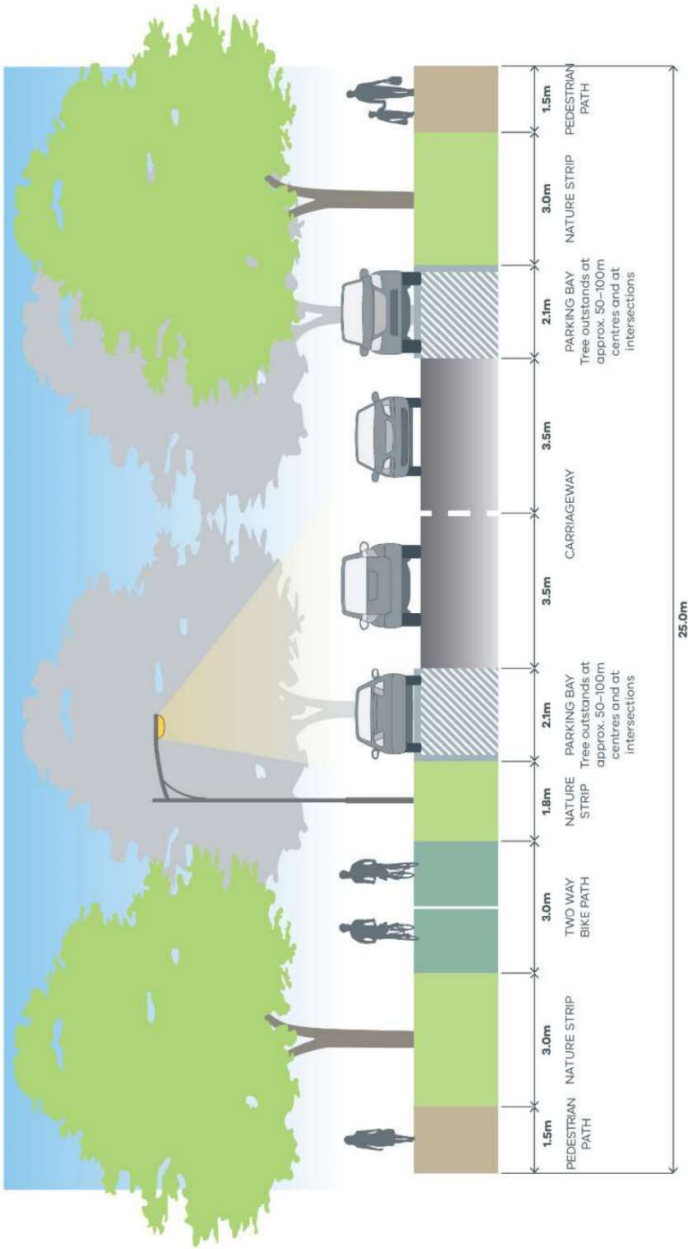 1.5m
3.0m
3.0m
1.8m
2.1m
3.5m
3.5m
2.1m
3.0m
1.5m
PEDESTRIAN
PATH
NATURE STRIP
TWO WAY
BIKE PATH
NATURE
STRIP
PARKING BAY
Tree outstands at
approx. 50–100m
centres and at
intersections
CARRIAGEWAY
PARKING BAY
Tree outstands at
approx. 50–100m
centres and at
intersections
NATURE STRIP
PEDESTRIAN
PATH
25.0m